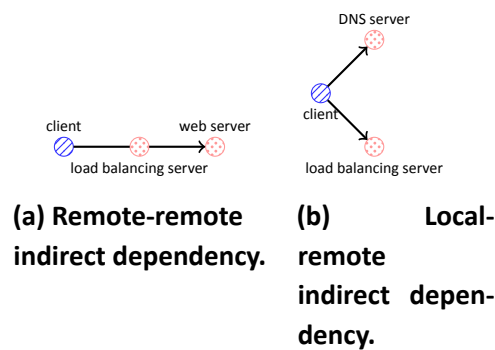 client
web server
load balancing server
(a) Remote-remote
indirect dependency.
DNS server
client
load balancing server
(b) Local-
remote
indirect depen-
dency.